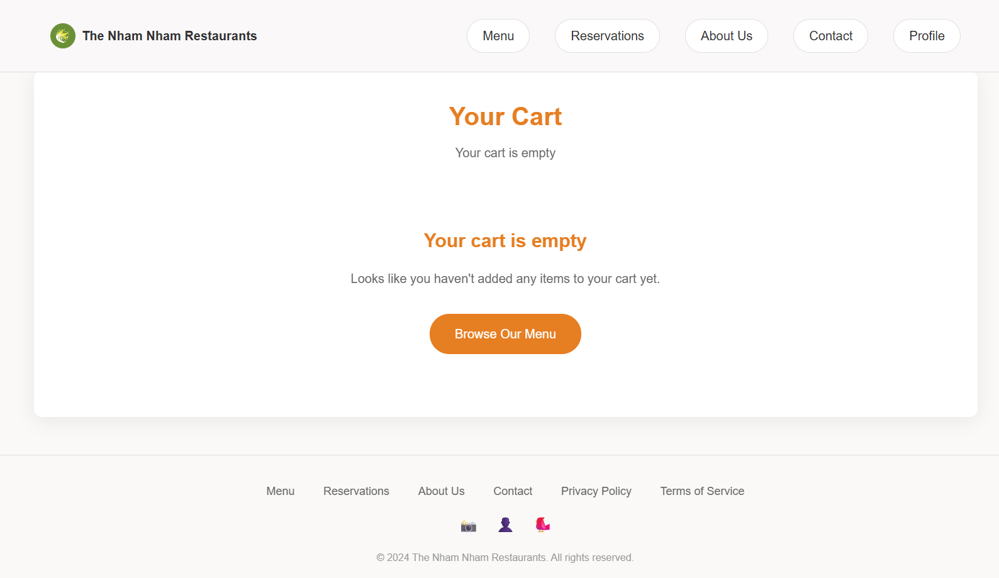 The Nham Nham Restaurants
Menu
Reservations
About Us
Contact
Profile
Your Cart
Your cart is empty
Your cart is empty
Looks like you haven't added any items to your cart yet.
Browse Our Menu
Menu Reservations About Us Contact Privacy Policy Terms of Service
© 2024 The Nham Nham Restaurants. All rights reserved.